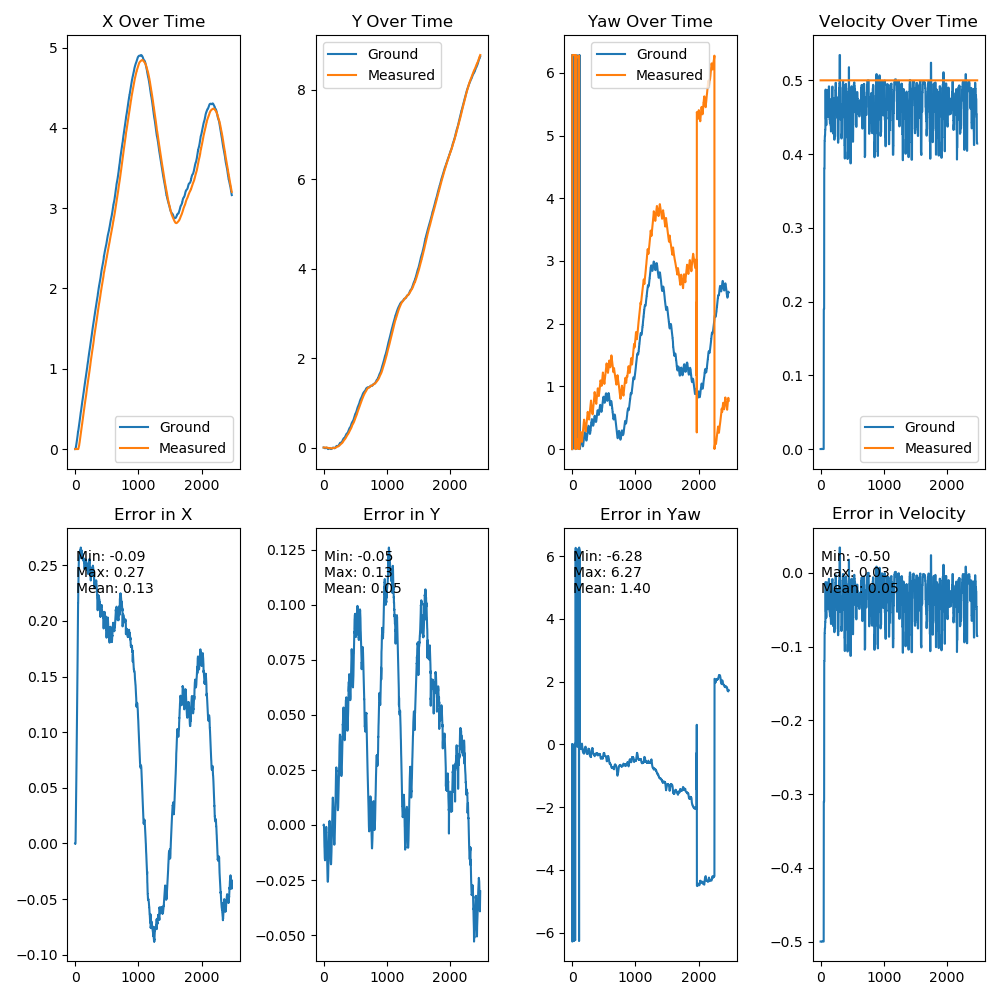 X Over Time
5
4
3
2
1
0
0
1000
2000
Ground
Measured
Y Over Time
8
6
4
2
0
0
1000
2000
Ground
Measured
Yaw Over Time
6
5
4
3
2
1
0
0
1000
2000
Ground
Measured
Velocity Over Time
0.5
0.4
0.3
0.2
0.1
0.0
0
1000
2000
Ground
Measured
Error in X
Min: -0.09
Max: 0.27
Mean: 0.13
0.25
0.20
0.15
0.10
0.05
0.00
−0.05
−0.10
0
1000
2000
Error in Y
Min: -0.05
Max: 0.13
Mean: 0.05
0.125
0.100
0.075
0.050
0.025
0.000
−0.025
−0.050
0
1000
2000
Error in Yaw
Min: -6.28
Max: 6.27
Mean: 1.40
6
4
2
0
−2
−4
−6
0
1000
2000
Error in Velocity
Min: -0.50
Max: 0.03
Mean: 0.05
0.0
−0.1
−0.2
−0.3
−0.4
−0.5
0
1000
2000